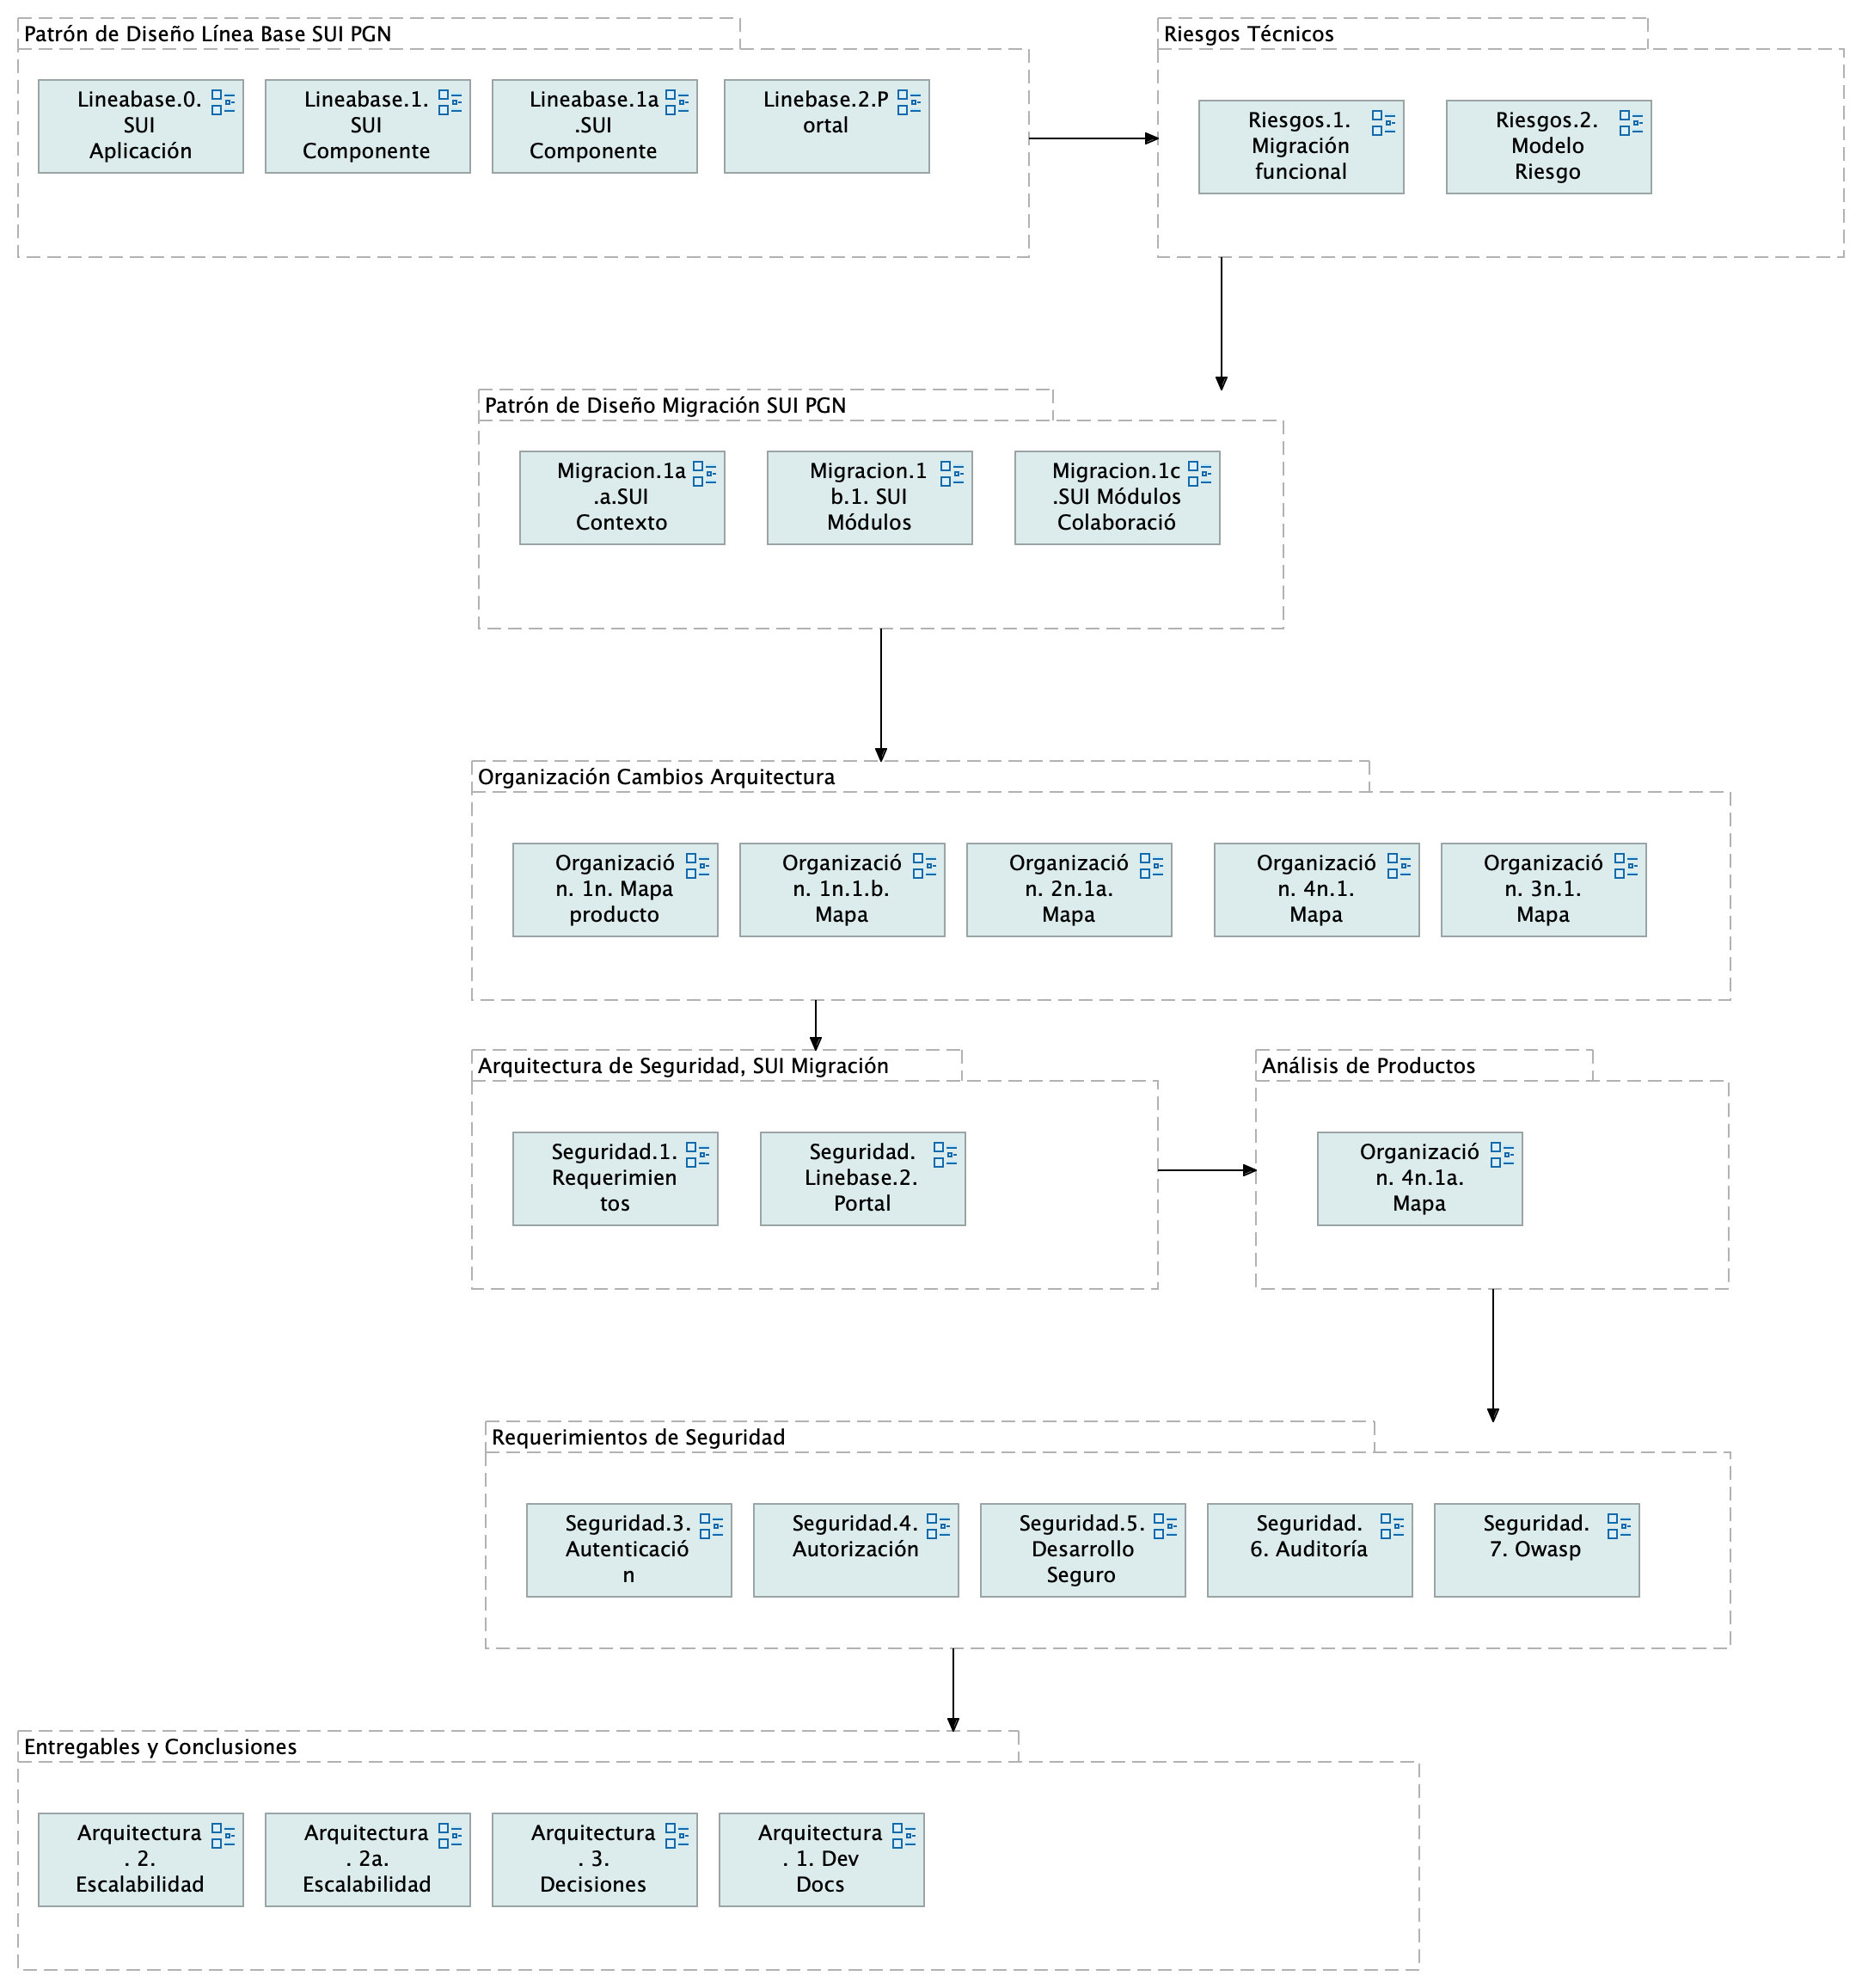 Patrón de Diseño Línea Base SUI PGN
Lineabase.0.
SUI
Aplicación
Lineabase.1.
SUI
Componente
Lineabase.1a
.SUI
Componente
Linebase.2.P
ortal
Riesgos Técnicos
Riesgos.1.
Migración
funcional
Riesgos.2.
Modelo
Riesgo
Patrón de Diseño Migración SUI PGN
Migracion.1a
.a.SUI
Contexto
Migracion.1
b.1. SUI
Módulos
Migracion.1c
.SUI Módulos
Colaboració
Organización Cambios Arquitectura
Organizació
n. 1n. Mapa
producto
Organizació
n. 1n.1.b.
Mapa
Organizació
n. 2n.1a.
Mapa
Organizació
n. 4n.1.
Mapa
Organizació
n. 3n.1.
Mapa
Arquitectura de Seguridad, SUI Migración
Seguridad.1.
Requerimien
tos
Seguridad.
Linebase.2.
Portal
Análisis de Productos
Organizació
n. 4n.1a.
Mapa
Requerimientos de Seguridad
Seguridad.3.
Autenticació
n
Seguridad.4.
Autorización
Seguridad.5.
Desarrollo
Seguro
Seguridad.
6. Auditoría
Seguridad.
7. Owasp
Entregables y Conclusiones
Arquitectura
. 2.
Escalabilidad
Arquitectura
. 2a.
Escalabilidad
Arquitectura
. 3.
Decisiones
Arquitectura
. 1. Dev
Docs